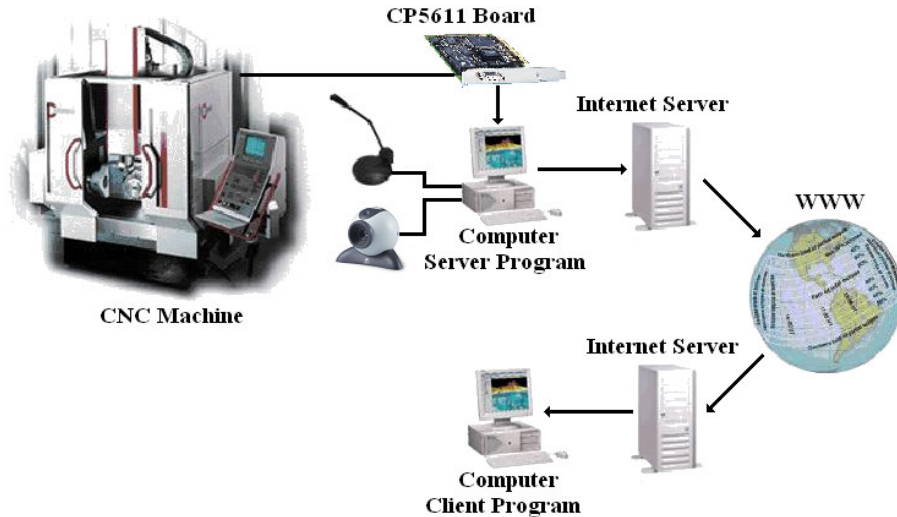 CP5611 Board
Internet Server
WWW
Computer
Server Program
CNC Machine
Internet Server
Computer
Client Program